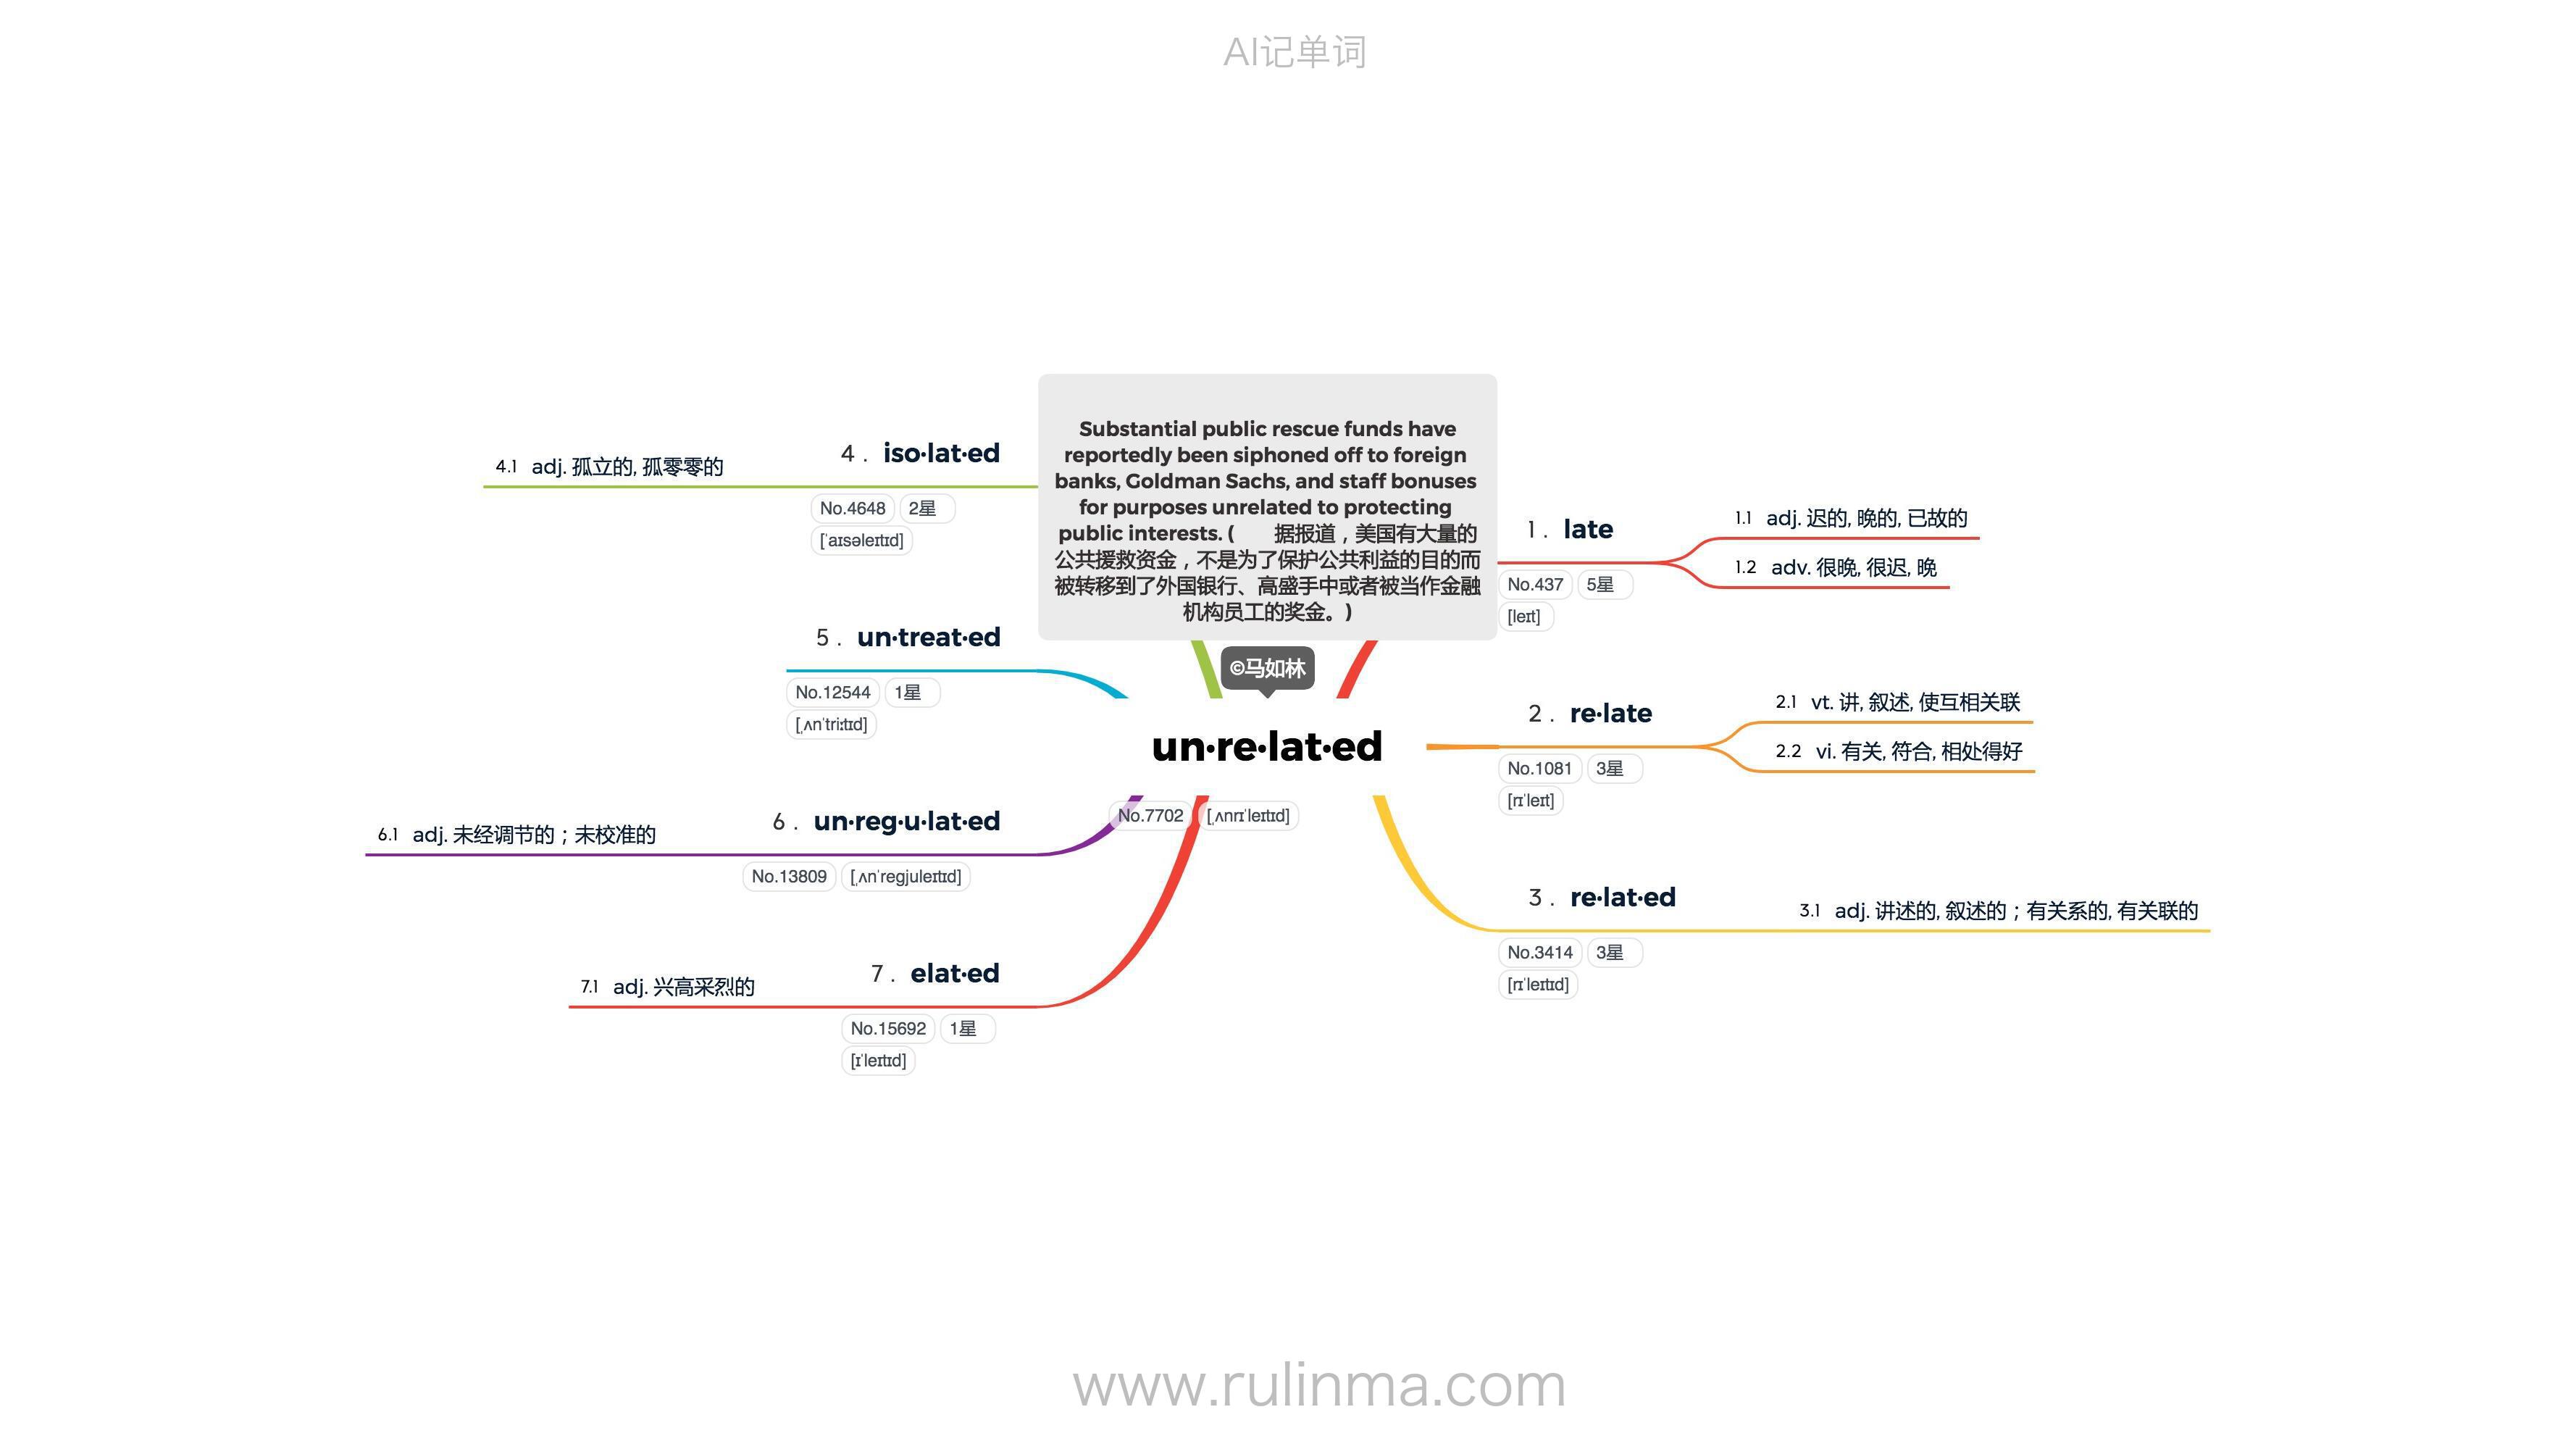 AI记单词
Substantial public rescue funds have
reportedly been siphoned off to foreign
banks, Goldman Sachs, and staff bonuses
for purposes unrelated to protecting
public interests. ( 据报道，美国有大量的
公共援救资金，不是为了保护公共利益的目的而
被转移到了外国银行、高盛手中或者被当作金融
机构员工的奖金。)
©马如林
un·re·lat·ed
No.7702 [ˌʌnrɪˈleɪtɪd]
1 . late
No.437 5星
[leɪt]
1.1 adj. 迟的, 晚的, 已故的
1.2 adv. 很晚, 很迟, 晚
2 . re·late
No.1081 3星
[rɪˈleɪt]
2.1 vt. 讲, 叙述, 使互相关联
2.2 vi. 有关, 符合, 相处得好
3 . re·lat·ed
No.3414 3星
[rɪˈleɪtɪd]
3.1 adj. 讲述的, 叙述的；有关系的, 有关联的
4 . iso·lat·ed
No.4648 2星
[ˈaɪsəleɪtɪd]
4.1 adj. 孤立的, 孤零零的
5 . un·treat·ed
No.12544 1星
[ˌʌnˈtriːtɪd]
6 . un·reg·u·lat·ed
No.13809 [ˌʌnˈregjuleɪtɪd]
6.1 adj. 未经调节的；未校准的
7 . elat·ed
No.15692 1星
[ɪˈleɪtɪd]
7.1 adj. 兴高采烈的
www.rulinma.com